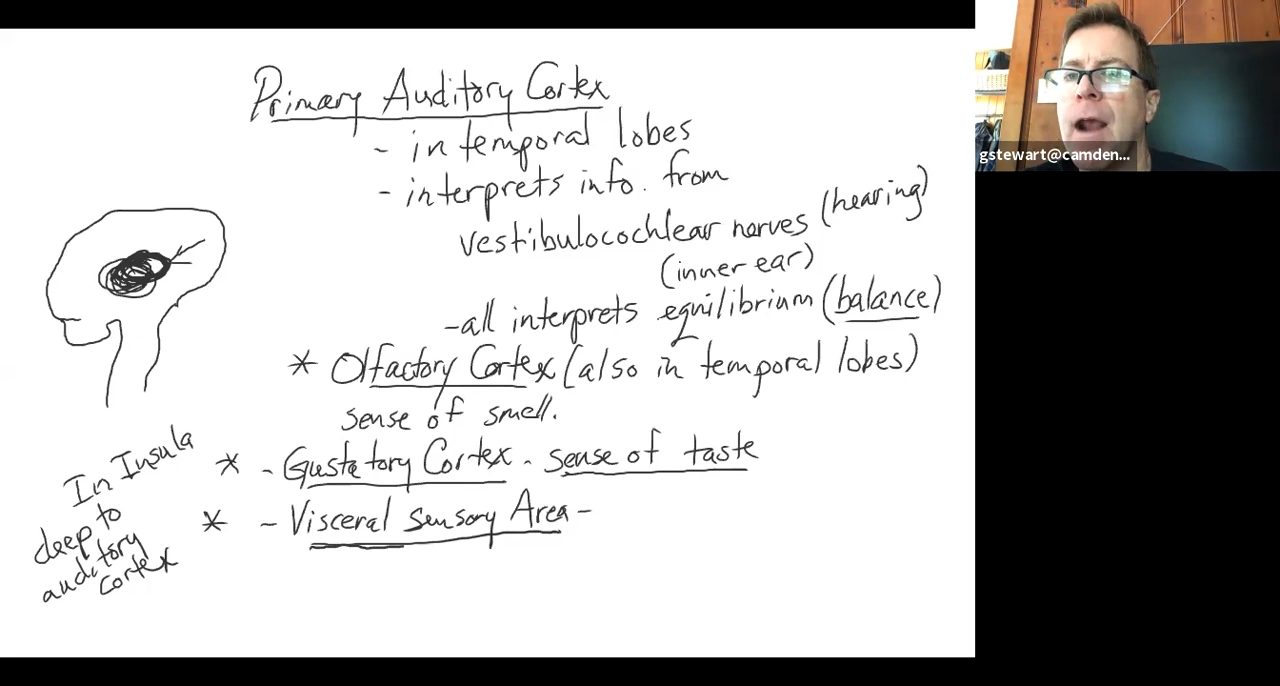 Primary Auditory Cortex
- in temporal lobes
- interprets info. from
vestibulocochlear nerves (hearing)
(inner ear)
- all interprets equilibrium (balance)
* Olfactory Cortex (also in temporal lobes)
sense of smell.
* - Gustatory Cortex - sense of taste
* - Visceral sensory Area -
In Insula
deep to
auditory
cortex
gstewart@camden...